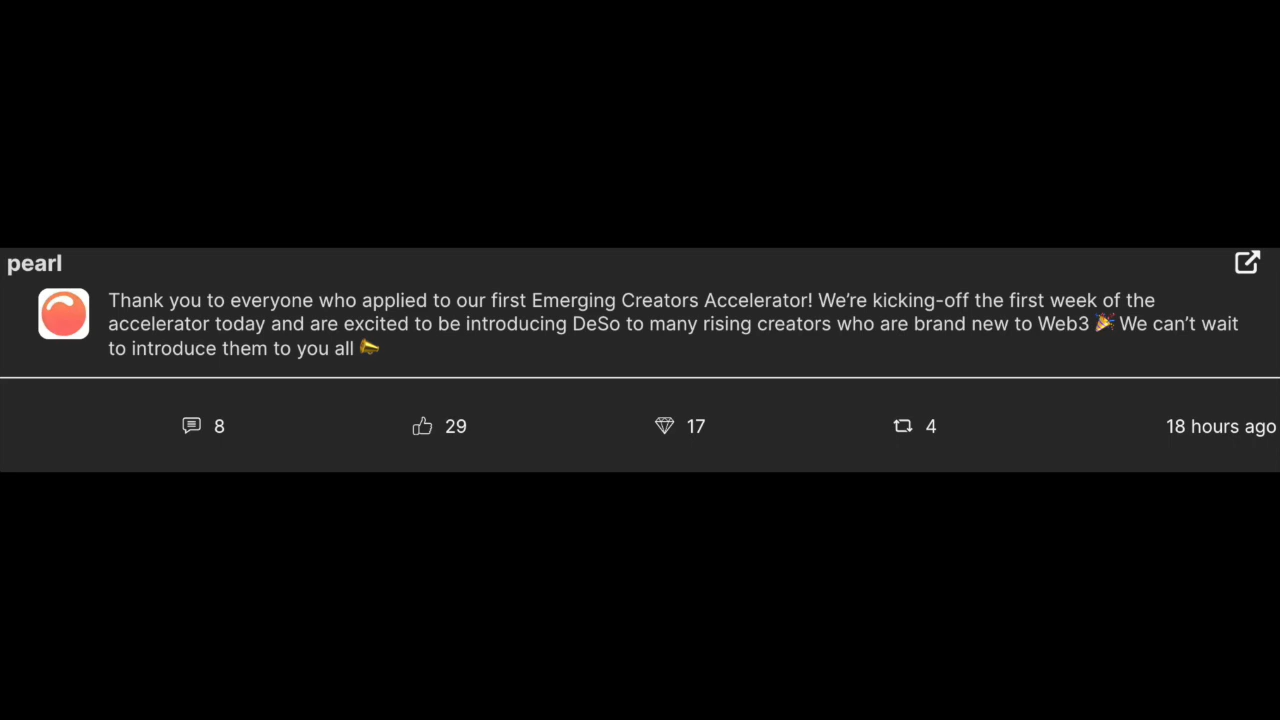 pearl
Thank you to everyone who applied to our first Emerging Creators Accelerator! We’re kicking-off the first week of the
accelerator today and are excited to be introducing DeSo to many rising creators who are brand new to Web3 🎉 We can’t wait
to introduce them to you all 📣
8 29 17 4 18 hours ago